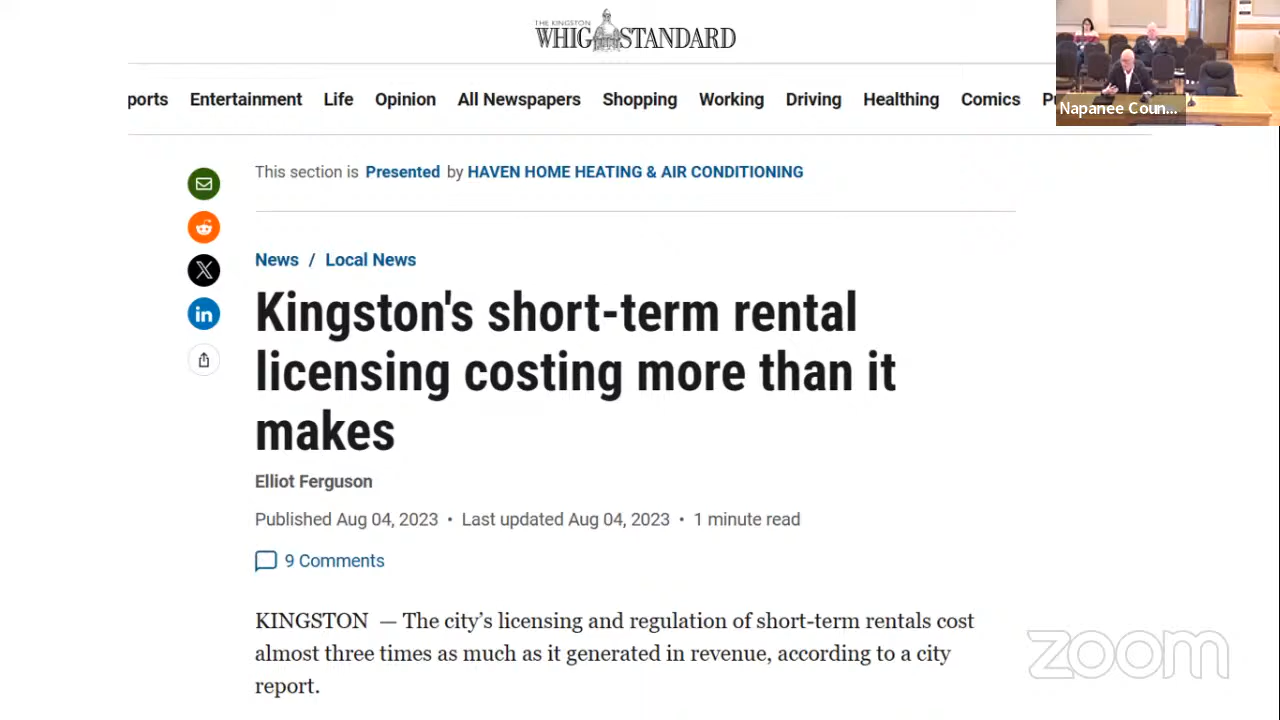 THE KINGSTON
WHIG STANDARD
ports Entertainment Life Opinion All Newspapers Shopping Working Driving Healthing Comics P
Napanee Coun...
This section is Presented by HAVEN HOME HEATING & AIR CONDITIONING
News / Local News
Kingston's short-term rental
licensing costing more than it
makes
Elliot Ferguson
Published Aug 04, 2023 • Last updated Aug 04, 2023 • 1 minute read
9 Comments
KINGSTON — The city’s licensing and regulation of short-term rentals cost
almost three times as much as it generated in revenue, according to a city
report.
zoom